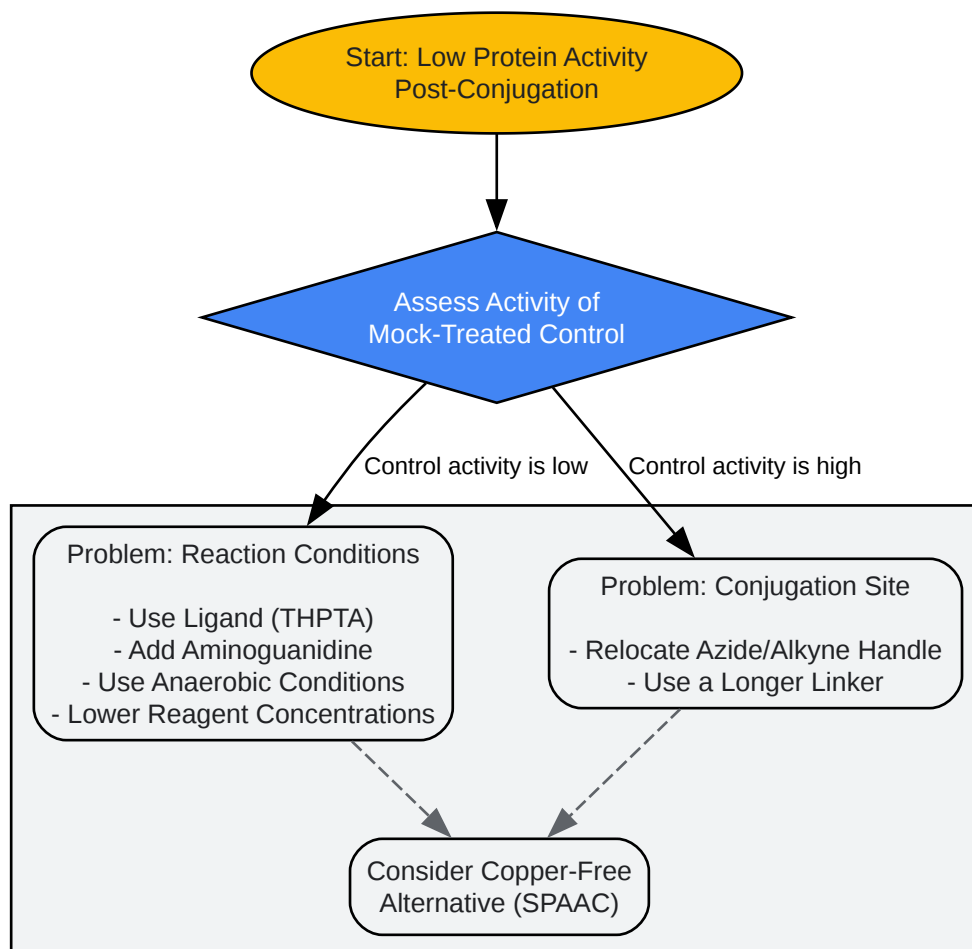 Start: Low Protein Activity
Post-Conjugation
Assess Activity of
Mock-Treated Control
Control activity is low
Control activity is high
Problem: Reaction Conditions
- Use Ligand (THPTA)
- Add Aminoguanidine
- Use Anaerobic Conditions
- Lower Reagent Concentrations
Problem: Conjugation Site
- Relocate Azide/Alkyne Handle
- Use a Longer Linker
Consider Copper-Free
Alternative (SPAAC)